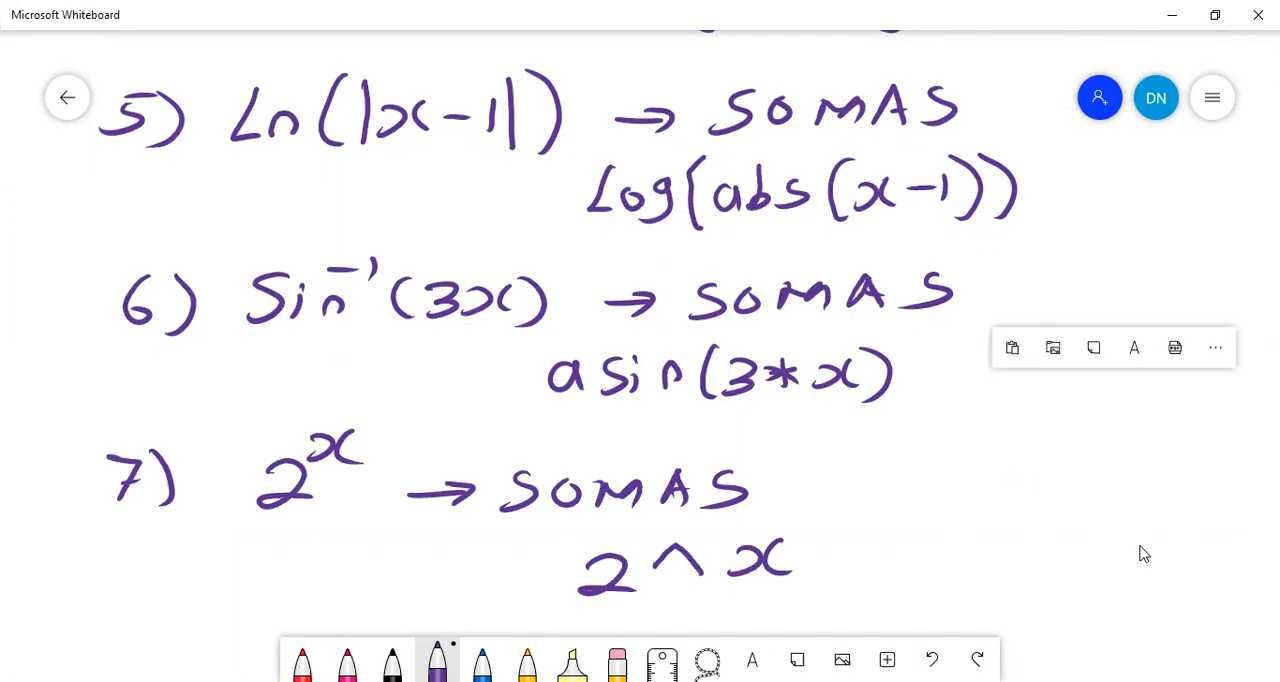 Microsoft Whiteboard
5) Ln(|x-1|) → SOMAS
Log(abs(x-1))
DN
6) Sin⁻¹(3x) → SOMAS
asin(3*x)
7) 2ˣ → SOMAS
2^x